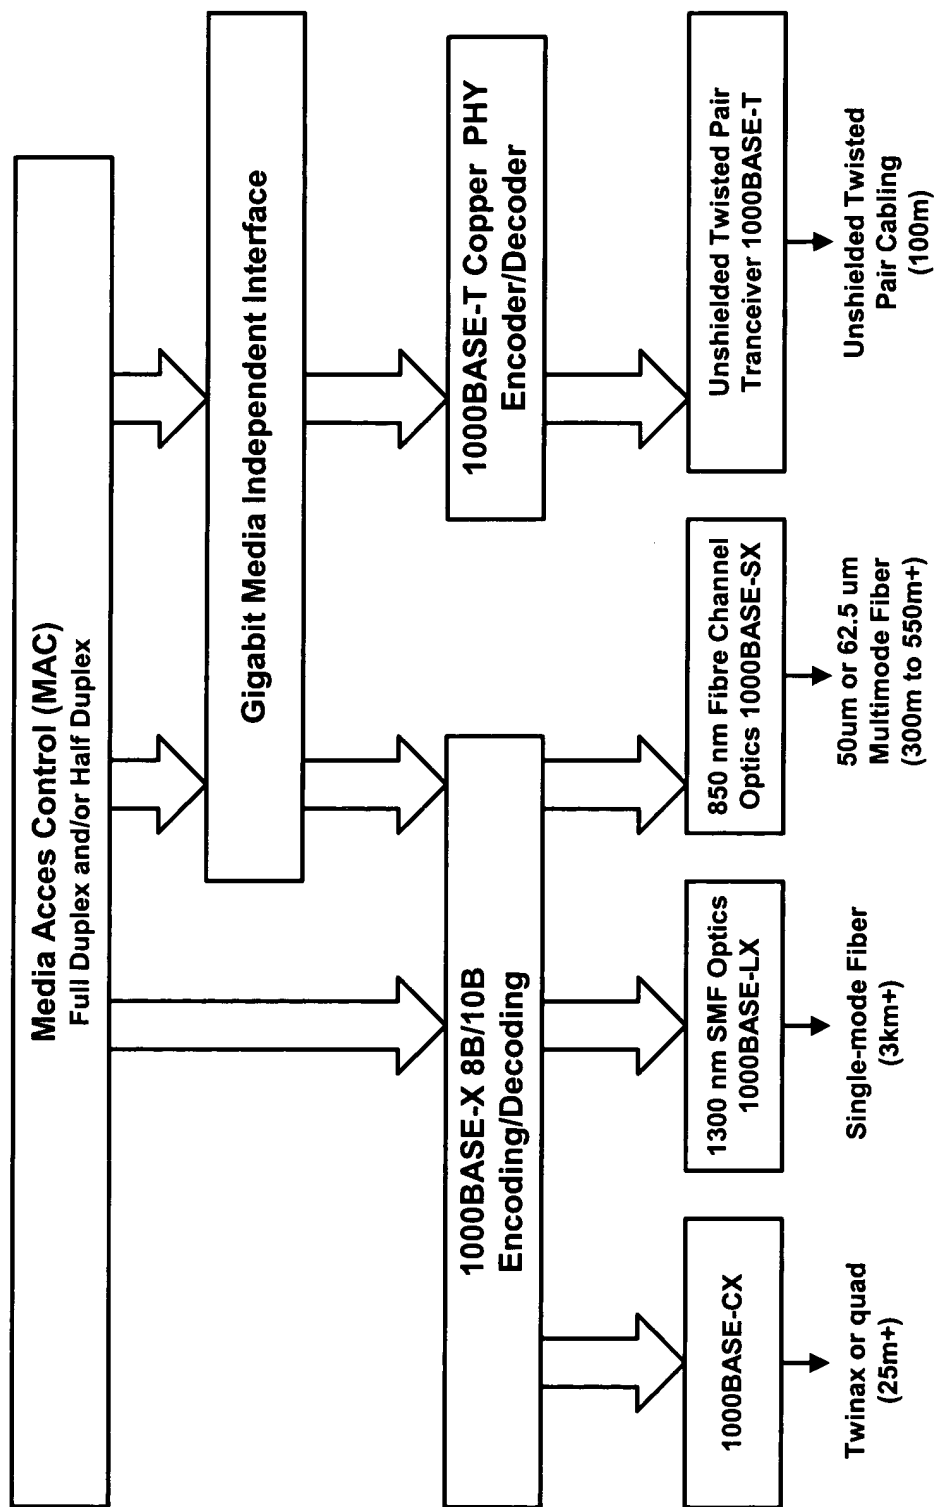 Media Acces Control (MAC)
Full Duplex and/or Half Duplex
Gigabit Media Independent Interface
1000BASE-X 8B/10B
Encoding/Decoding
1000BASE-T Copper PHY
Encoder/Decoder
1000BASE-CX
1300 nm SMF Optics
1000BASE-LX
850 nm Fibre Channel
Optics 1000BASE-SX
Unshielded Twisted Pair
Tranceiver 1000BASE-T
Twinax or quad
(25m+)
Single-mode Fiber
(3km+)
50um or 62.5 um
Multimode Fiber
(300m to 550m+)
Unshielded Twisted
Pair Cabling
(100m)